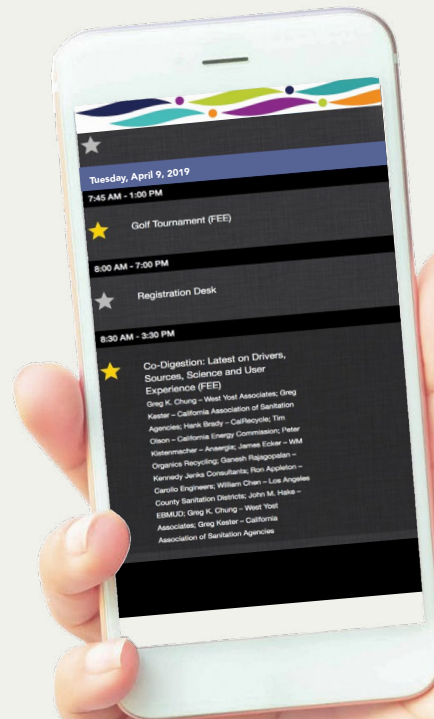 Tuesday, April 9, 2019
7:45 AM - 1:00 PM
Golf Tournament (FEE)
8:00 AM - 7:00 PM
Registration Desk
8:30 AM - 3:30 PM
Co-Digestion: Latest on Drivers,
Sources, Science and User
Experience (FEE)
Greg K. Chung – West Yost Associates; Greg
Kester – California Association of Sanitation
Agencies; Hank Brady – CalRecycle; Tim
Olson – California Energy Commission; Peter
Kistenmacher – Anaergia; James Ecker – WM
Organics Recycling; Ganesh Rajagopalan –
Kennedy Jenks Consultants; Ron Appleton –
Carollo Engineers; William Chen – Los Angeles
County Sanitation Districts; John M. Hake –
EBMUD; Greg K. Chung – West Yost
Associates; Greg Kester – California
Association of Sanitation Agencies